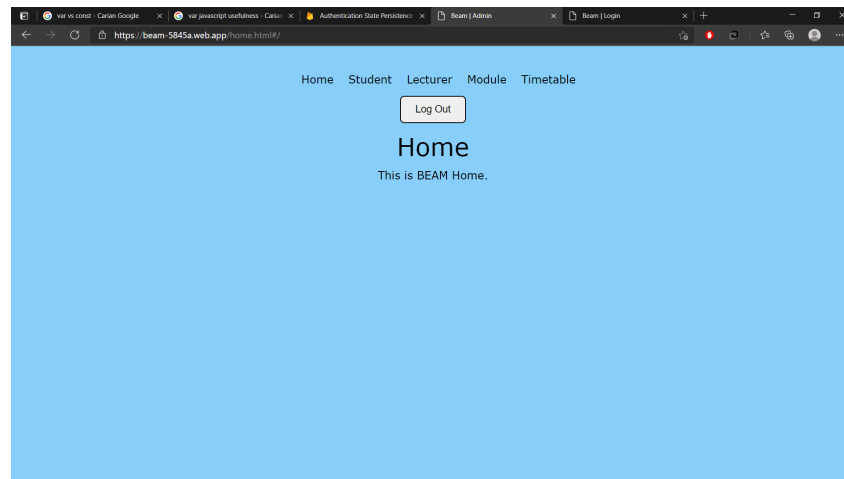 var vs const - Carian Google
var javascript usefulness - Carian
Authentication State Persistence
Beam | Admin
Beam | Login
https://beam-5845a.web.app/home.html#/
Home Student Lecturer Module Timetable
Log Out
Home
This is BEAM Home.